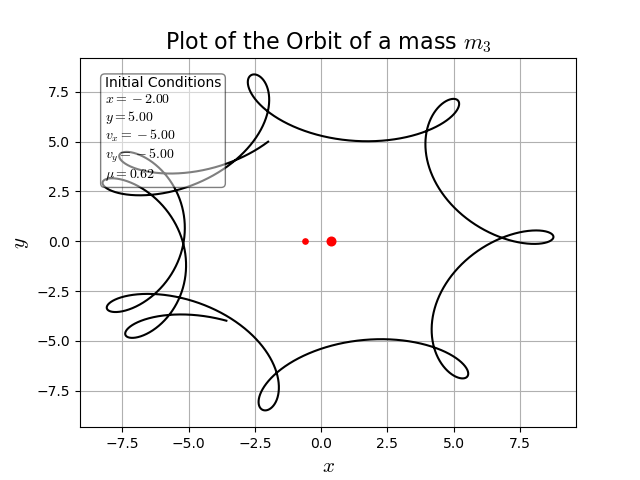 Plot of the Orbit of a mass m₃
Initial Conditions
x = −2.00
y = 5.00
vₓ = −5.00
v_y = −5.00
μ = 0.62
7.5
5.0
2.5
0.0
−2.5
−5.0
−7.5
y
−7.5 −5.0 −2.5 0.0 2.5 5.0 7.5
x